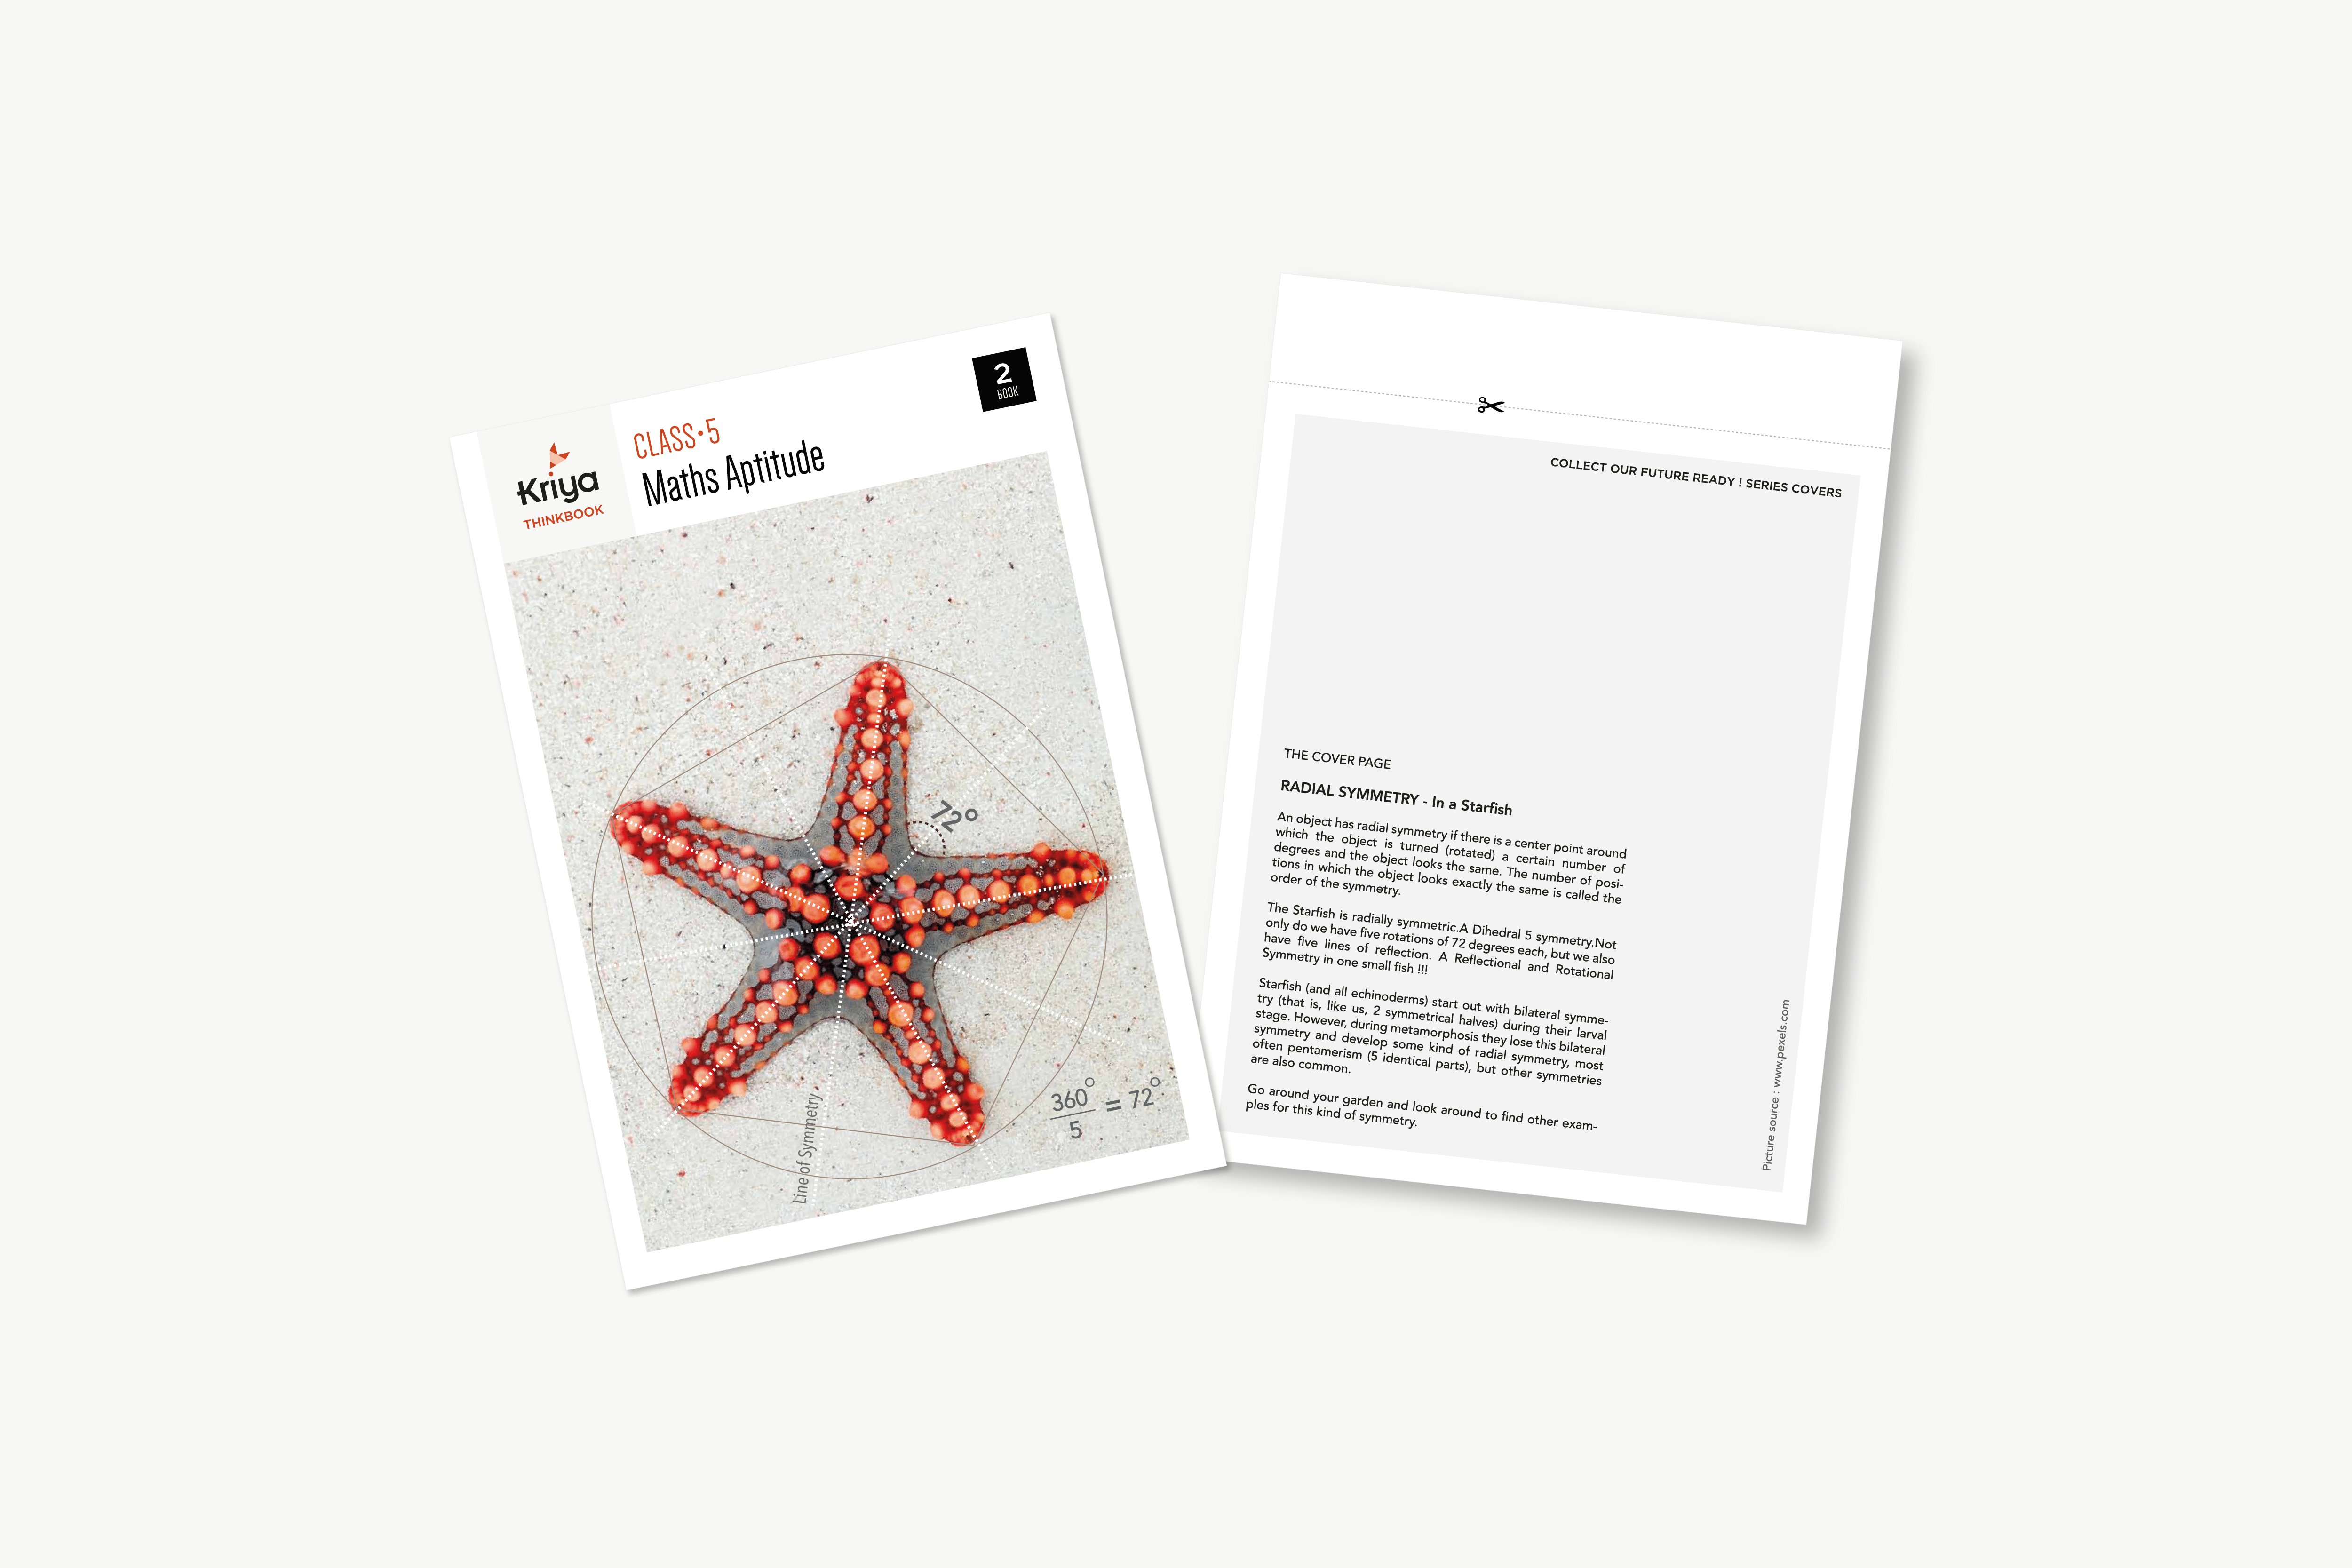 Kriya
THINKBOOK
CLASS•5
Maths Aptitude
2
BOOK
72°
360°
5
= 72°
Line of Symmetry
COLLECT OUR FUTURE READY ! SERIES COVERS
THE COVER PAGE
RADIAL SYMMETRY - In a Starfish
An object has radial symmetry if there is a center point around
which the object is turned (rotated) a certain number of
degrees and the object looks the same. The number of posi-
tions in which the object looks exactly the same is called the
order of the symmetry.
The Starfish is radially symmetric.A Dihedral 5 symmetry.Not
only do we have five rotations of 72 degrees each, but we also
have five lines of reflection. A Reflectional and Rotational
Symmetry in one small fish !!!
Starfish (and all echinoderms) start out with bilateral symme-
try (that is, like us, 2 symmetrical halves) during their larval
stage. However, during metamorphosis they lose this bilateral
symmetry and develop some kind of radial symmetry, most
often pentamerism (5 identical parts), but other symmetries
are also common.
Go around your garden and look around to find other exam-
ples for this kind of symmetry.
Picture source : www.pexels.com